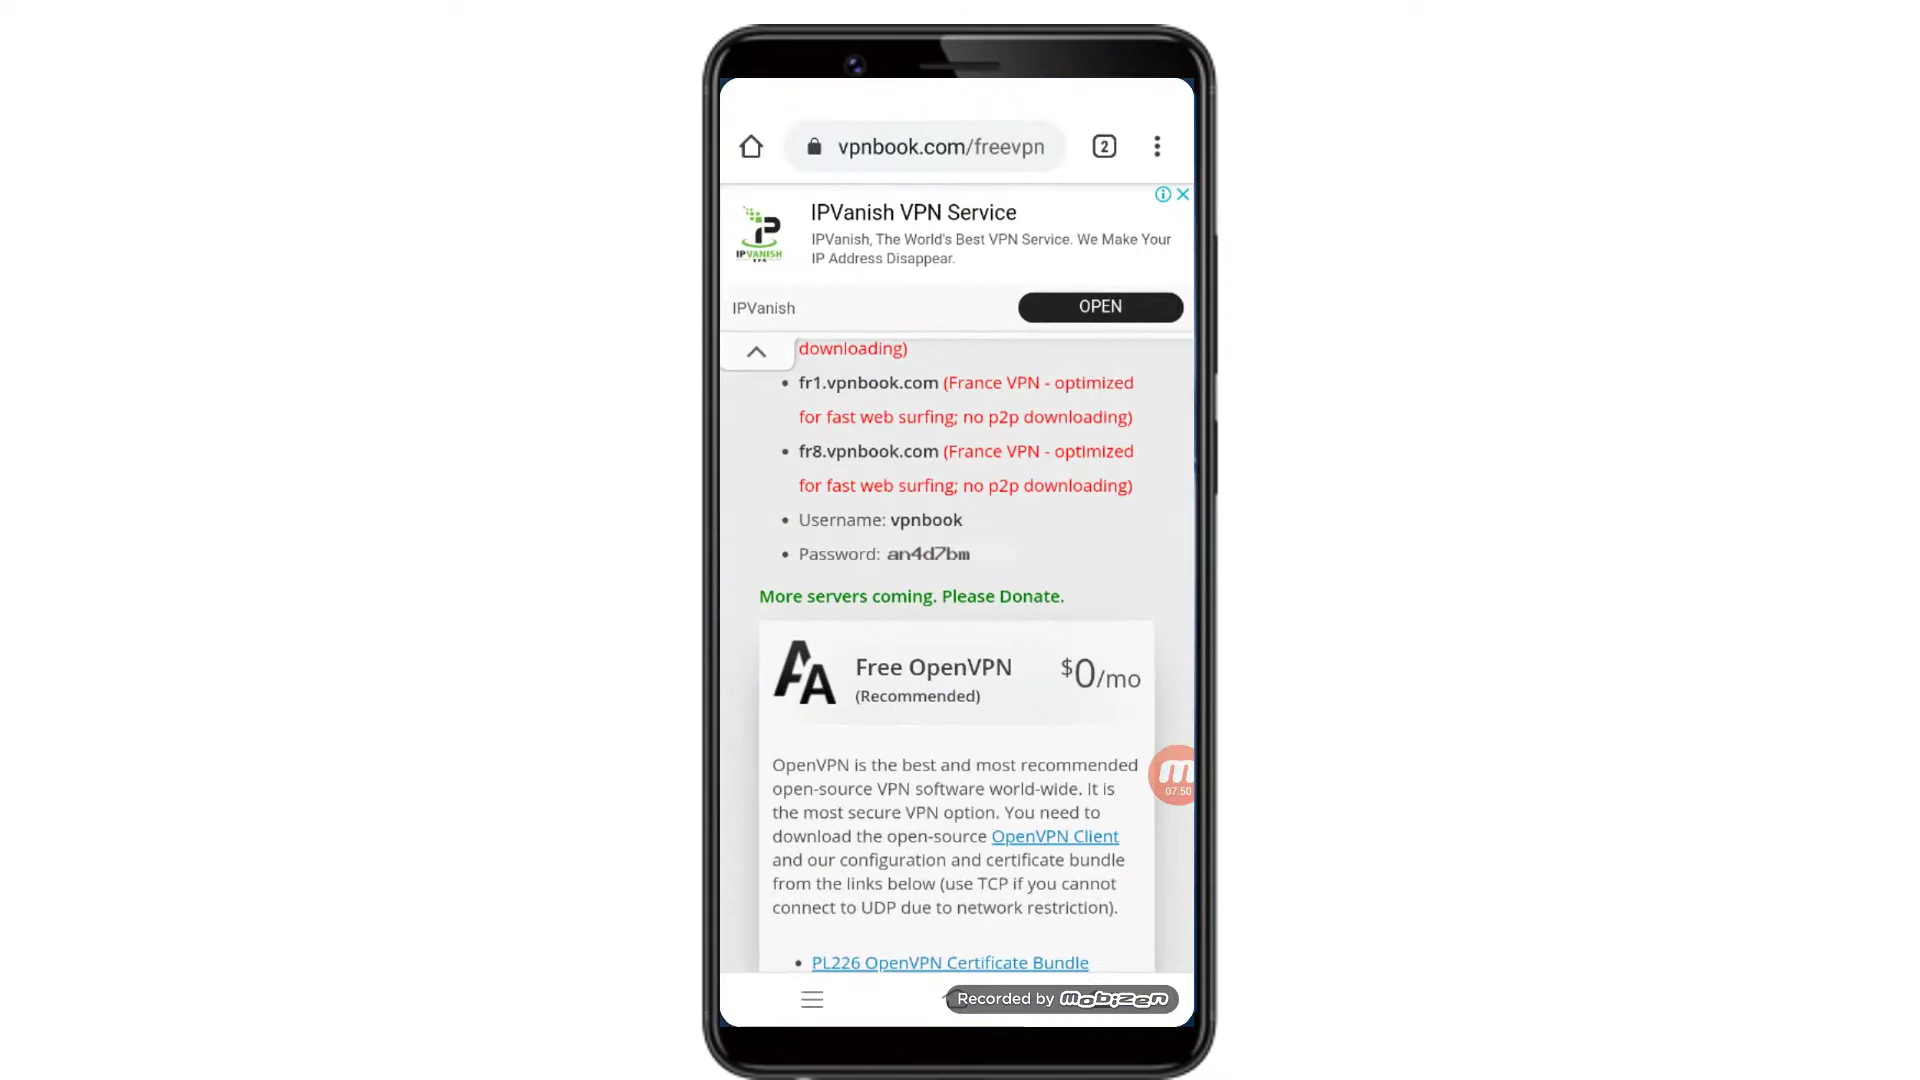 vpnbook.com/freevpn
2
IPVanish VPN Service
IPVanish, The World's Best VPN Service. We Make Your
IP Address Disappear.
IPVANISH
VPN
IPVanish
OPEN
downloading)
• fr1.vpnbook.com (France VPN - optimized
for fast web surfing; no p2p downloading)
• fr8.vpnbook.com (France VPN - optimized
for fast web surfing; no p2p downloading)
• Username: vpnbook
• Password: an4d7bm
More servers coming. Please Donate.
AA
Free OpenVPN
$0/mo
(Recommended)
OpenVPN is the best and most recommended
open-source VPN software world-wide. It is
the most secure VPN option. You need to
download the open-source OpenVPN Client
and our configuration and certificate bundle
from the links below (use TCP if you cannot
connect to UDP due to network restriction).
07:50
• PL226 OpenVPN Certificate Bundle
Recorded by mobizen